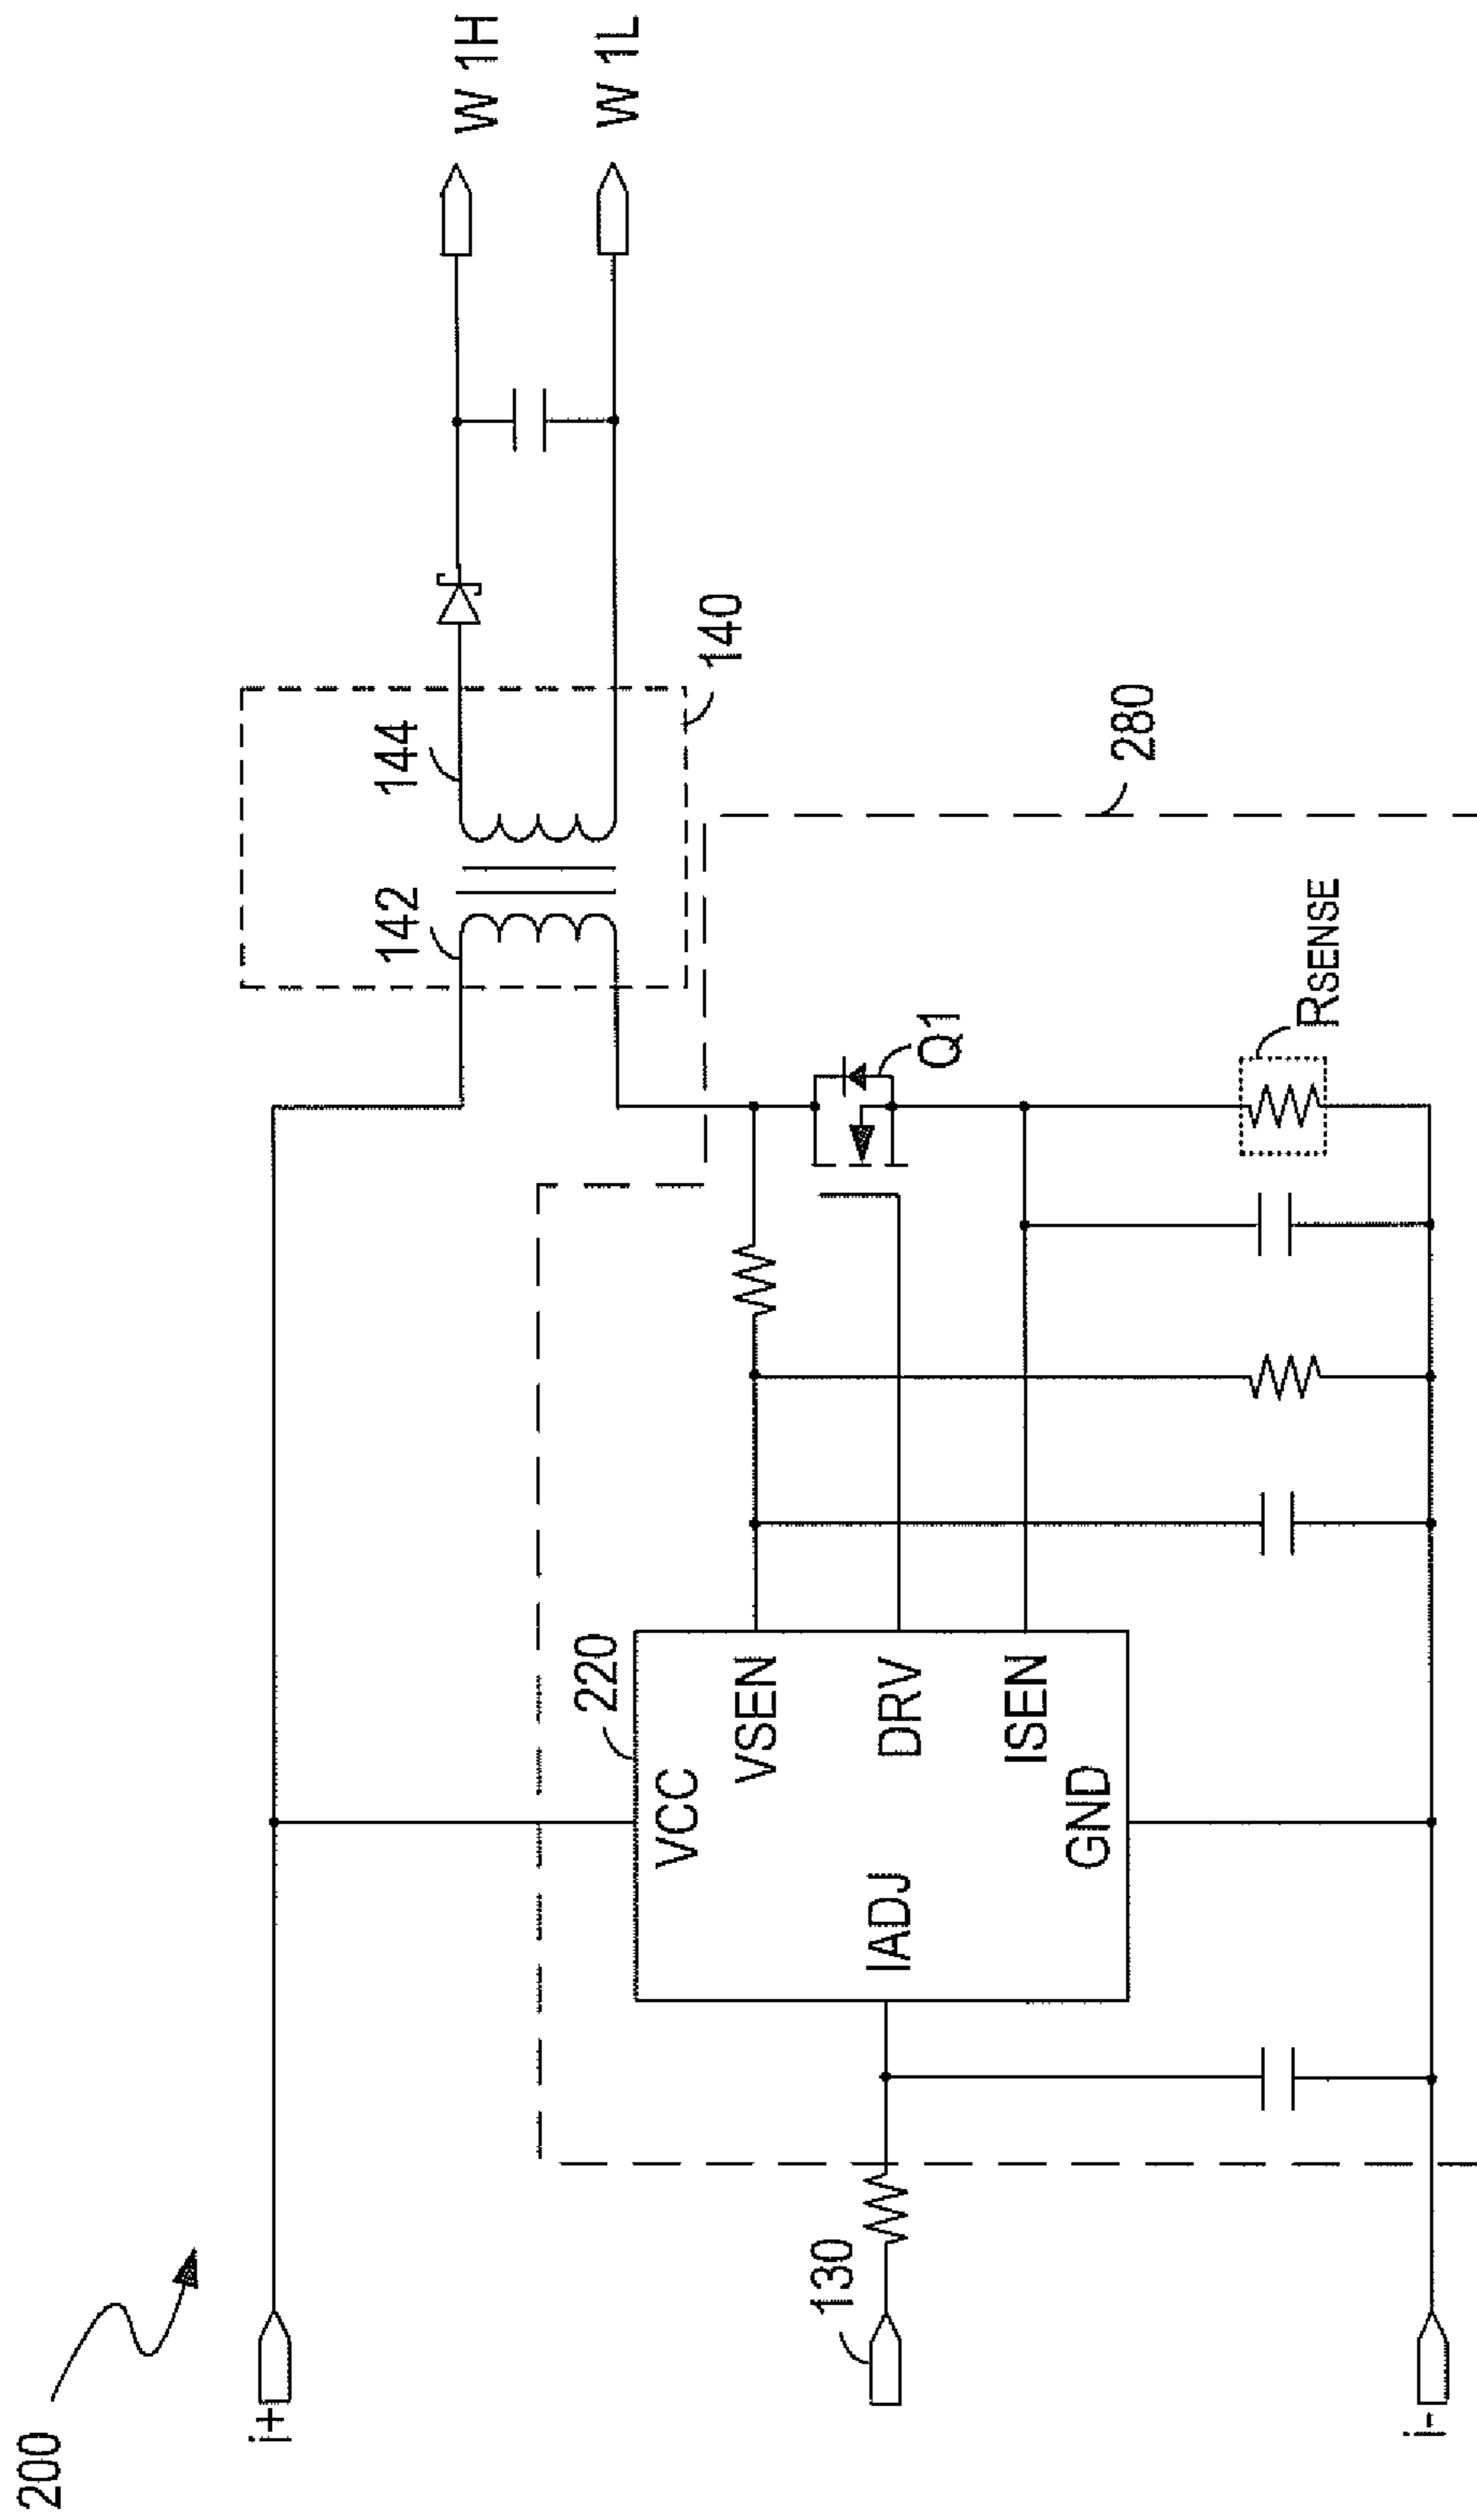 200
i+
130
i-
220
VCC
VSEN
IADJ
DRV
ISEN
GND
142
144
140
Q1
RSENSE
280
W 1H
W 1L